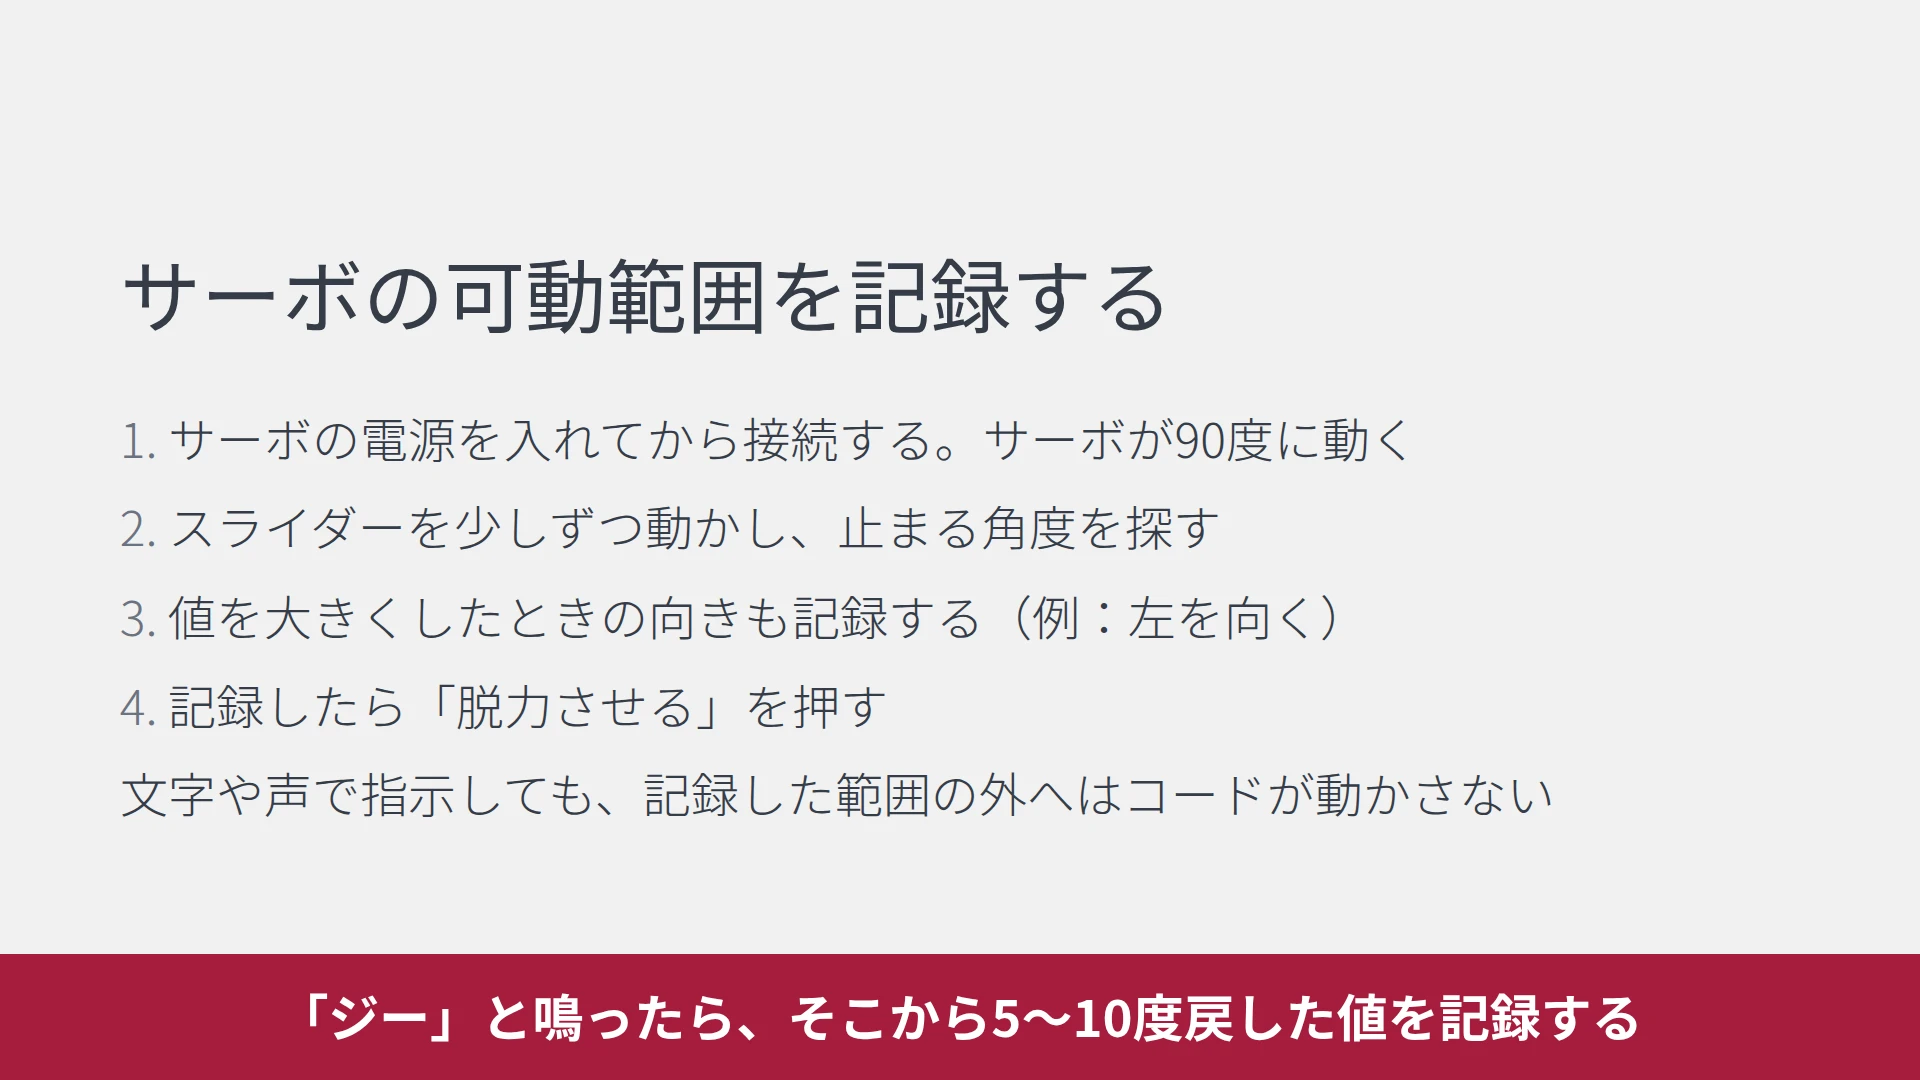 サーボの可動範囲を記録する
1. サーボの電源を入れてから接続する。サーボが90度に動く
2. スライダーを少しずつ動かし、止まる角度を探す
3. 値を大きくしたときの向きも記録する（例：左を向く）
4. 記録したら「脱力させる」を押す
文字や声で指示しても、記録した範囲の外へはコードが動かさない
「ジー」と鳴ったら、そこから5〜10度戻した値を記録する